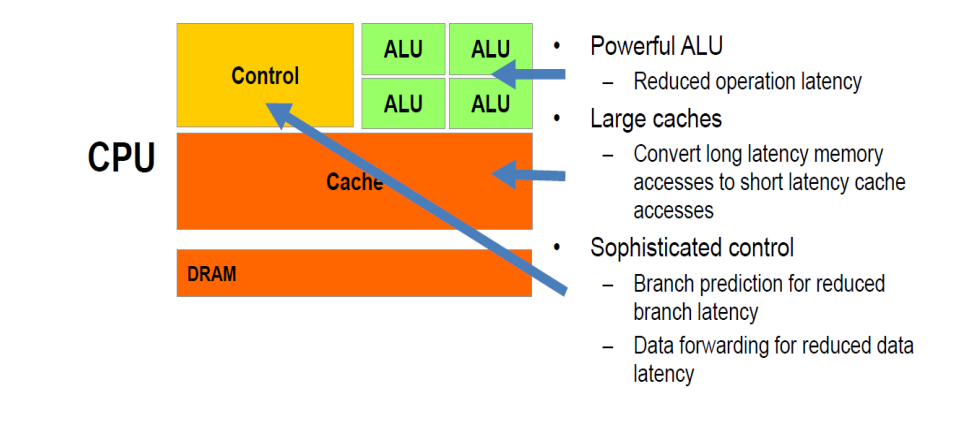 CPU
Control
ALU ALU
ALU ALU
Cache
DRAM
• Powerful ALU
– Reduced operation latency
• Large caches
– Convert long latency memory
accesses to short latency cache
accesses
• Sophisticated control
– Branch prediction for reduced
branch latency
– Data forwarding for reduced data
latency